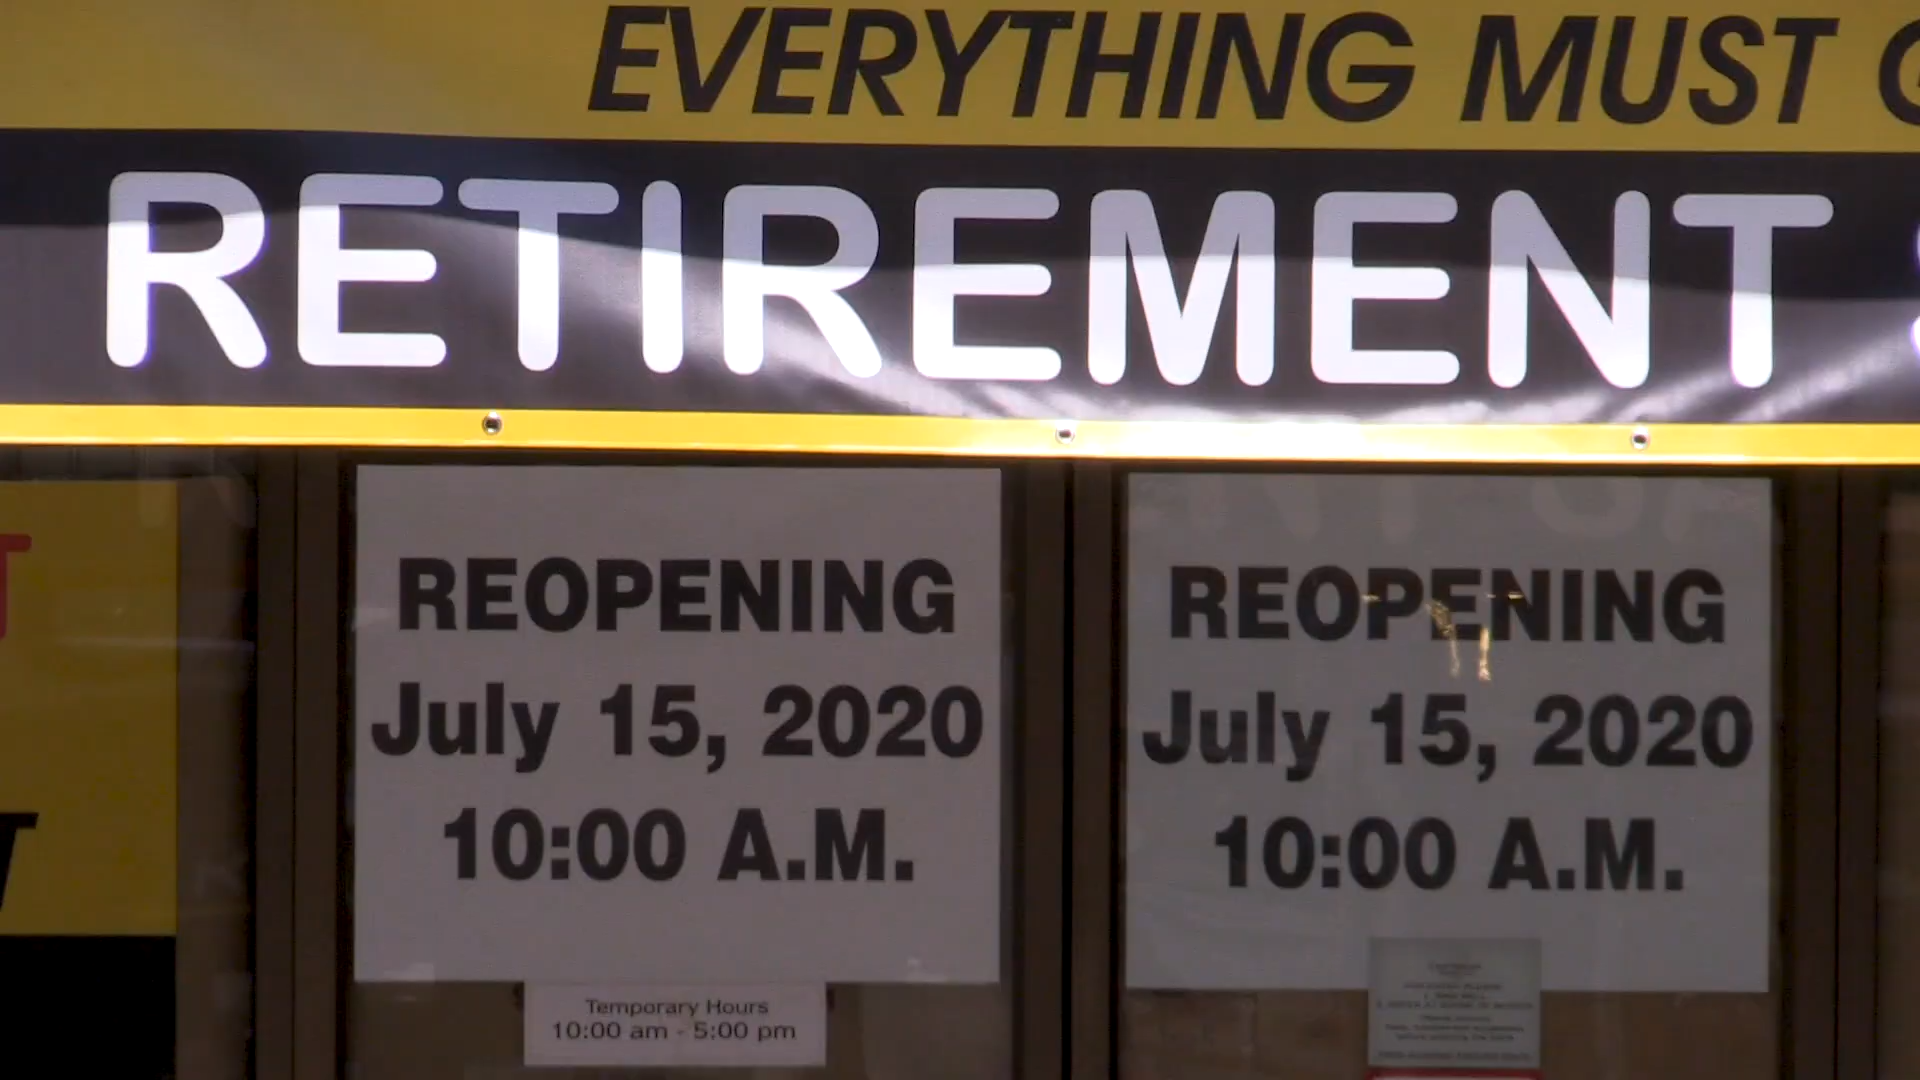 EVERYTHING MUST
RETIREMENT
REOPENING
July 15, 2020
10:00 A.M.
Temporary Hours
10:00 am - 5:00 pm
REOPENING
July 15, 2020
10:00 A.M.